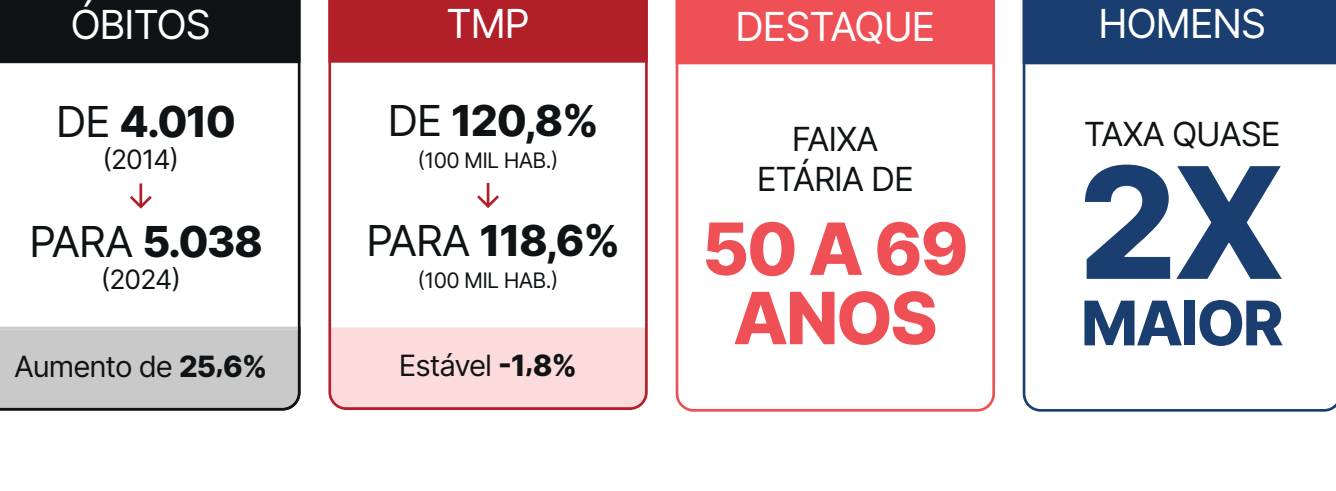 ÓBITOS
DE 4.010
(2014)
↓
PARA 5.038
(2024)
Aumento de 25,6%
TMP
DE 120,8%
(100 MIL HAB.)
↓
PARA 118,6%
(100 MIL HAB.)
Estável -1,8%
DESTAQUE
FAIXA
ETÁRIA DE
50 A 69
ANOS
HOMENS
TAXA QUASE
2X
MAIOR